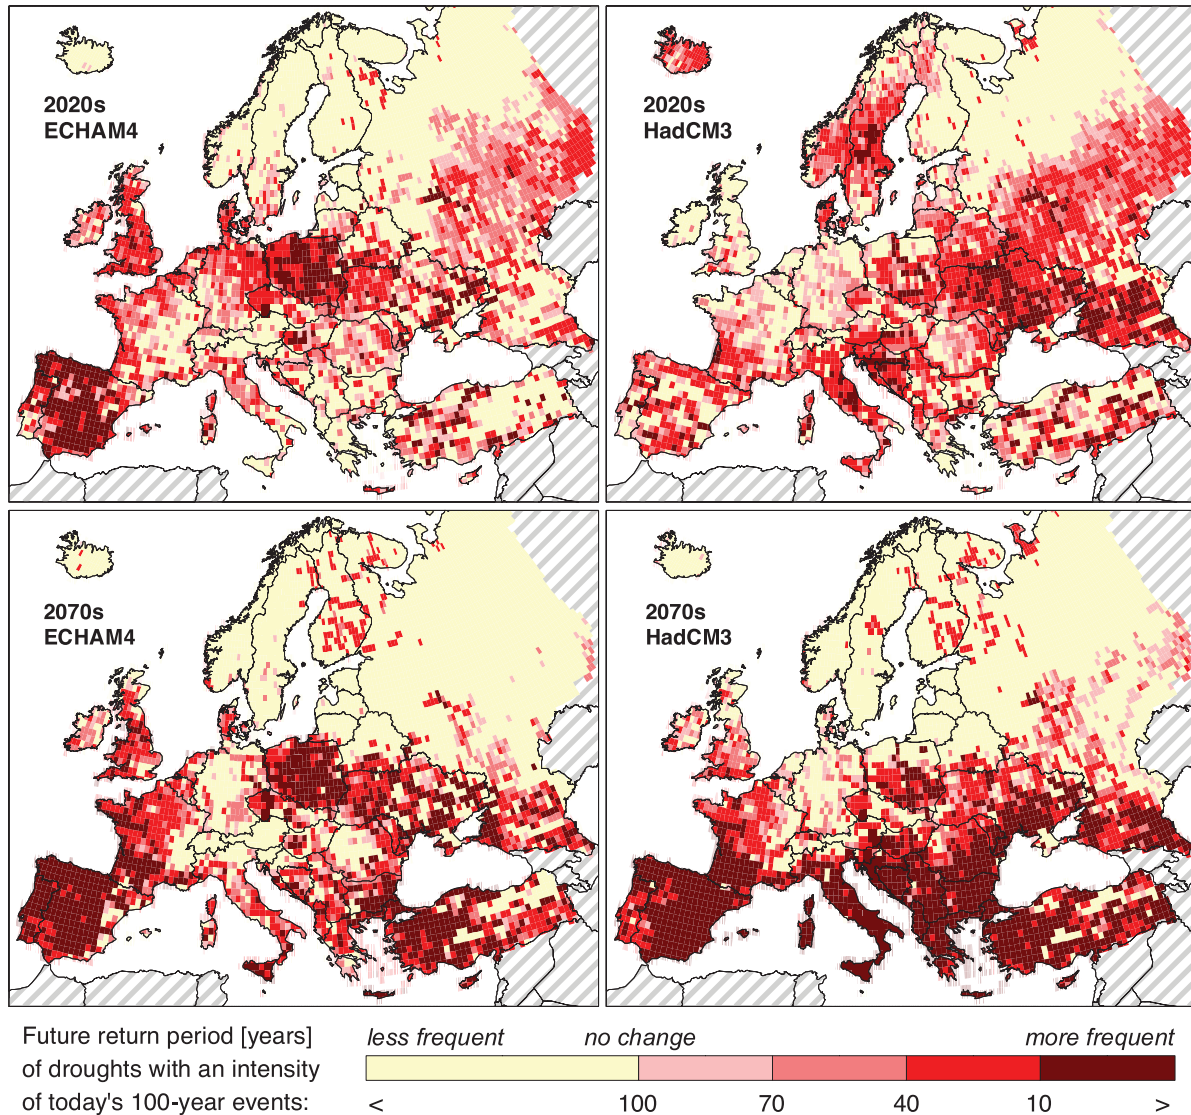 2020s
ECHAM4
2020s
HadCM3
2070s
ECHAM4
2070s
HadCM3
Future return period [years]
of droughts with an intensity
of today's 100-year events:
less frequent no change more frequent
< 100 70 40 10 >